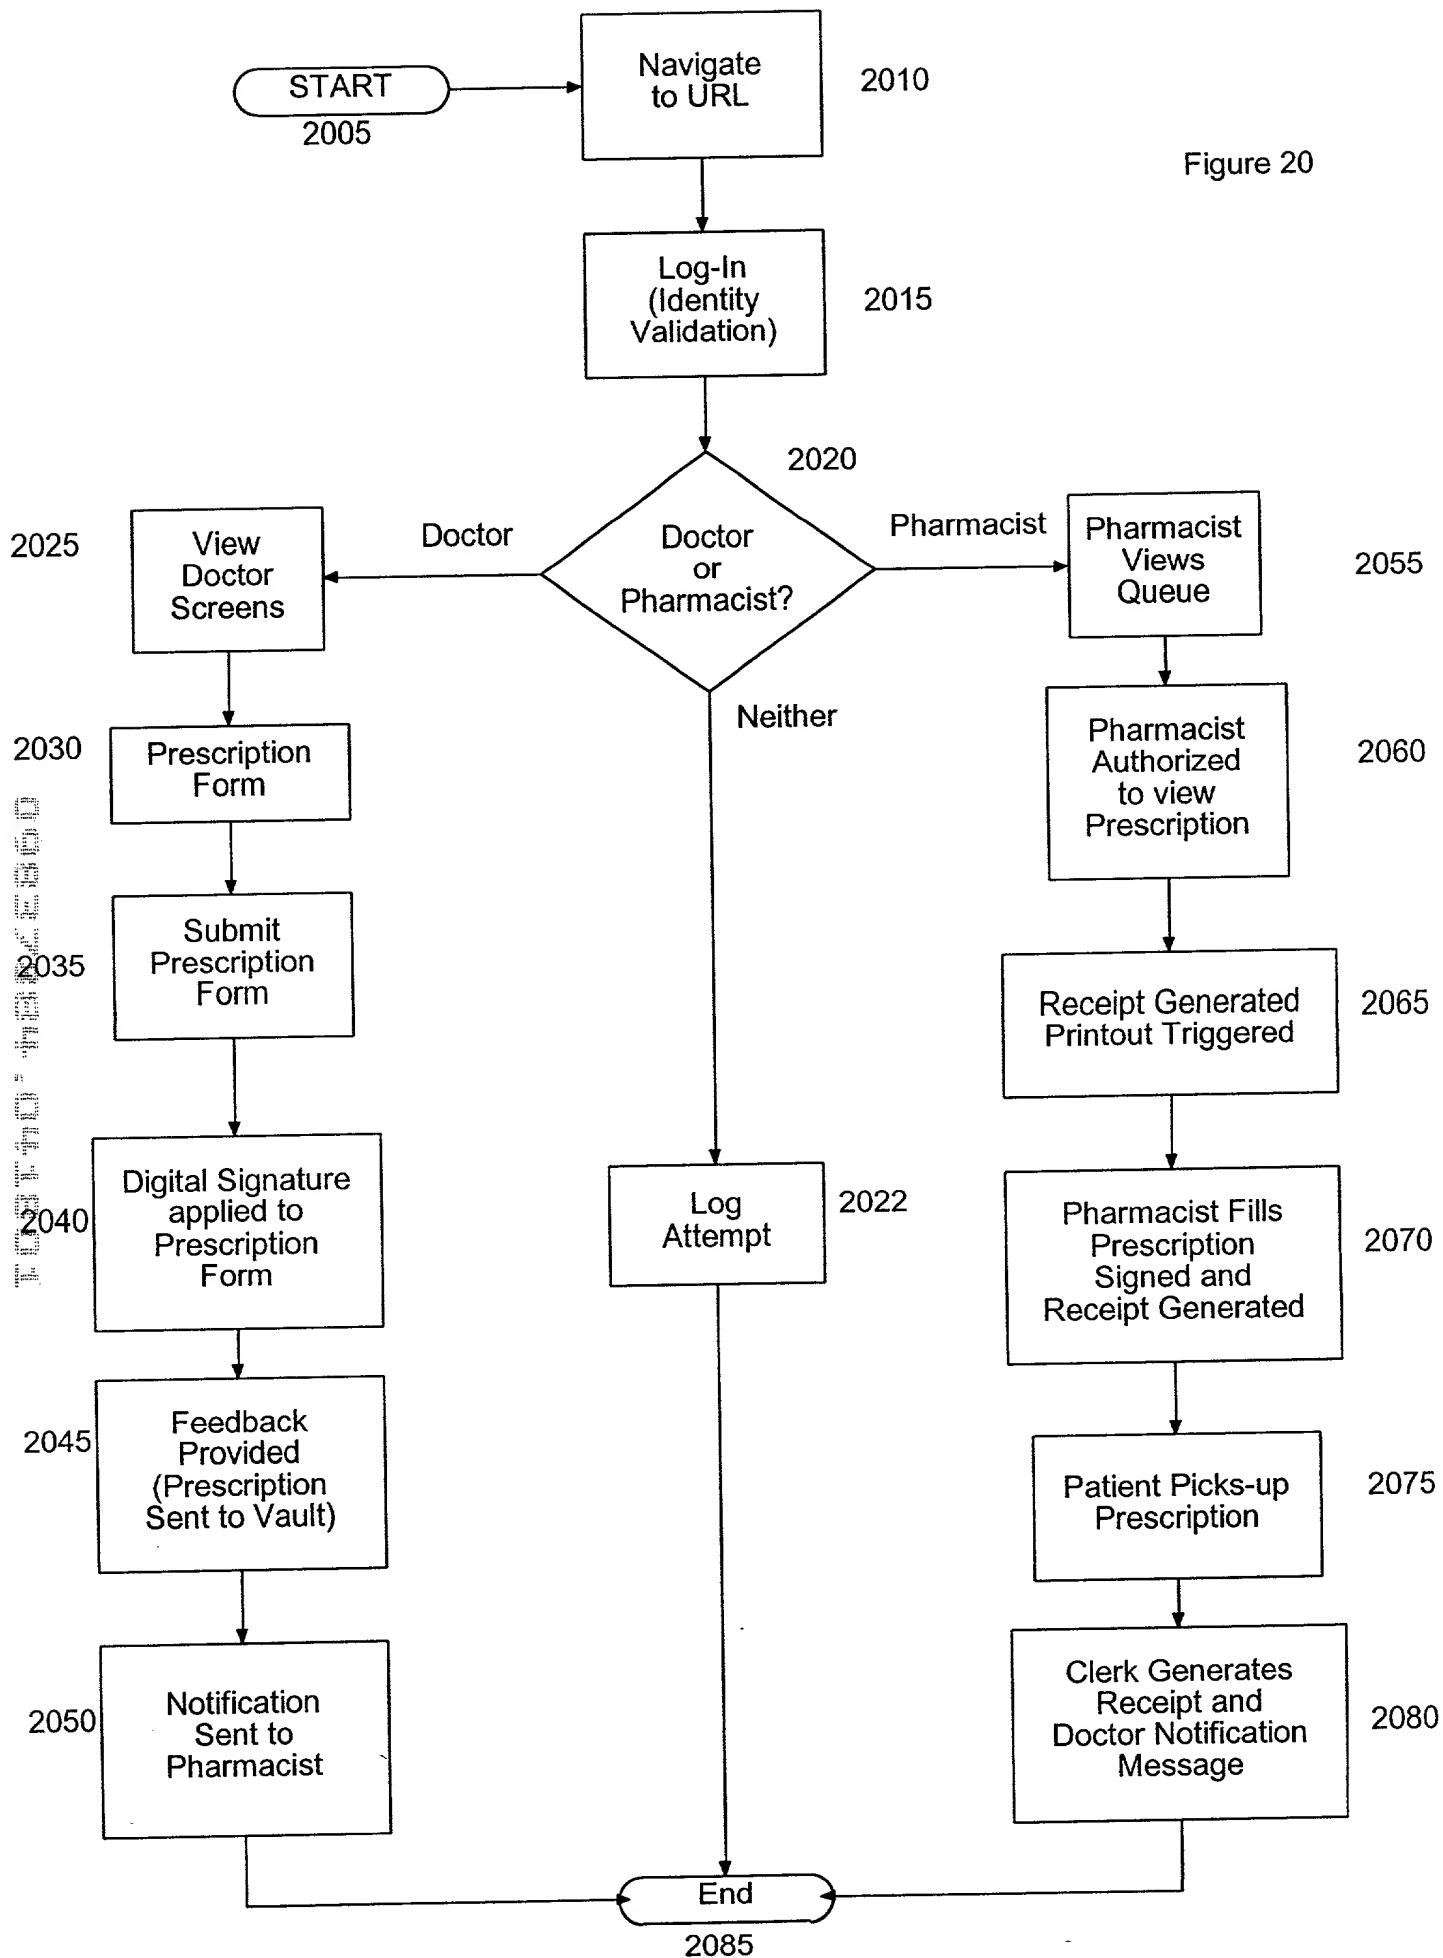 START
2005
Navigate
to URL
2010
Figure 20
Log-In
(Identity
Validation)
2015
2020
Doctor
or
Pharmacist?
Doctor
Pharmacist
Neither
2025
View
Doctor
Screens
2030
Prescription
Form
2035
Submit
Prescription
Form
2040
Digital Signature
applied to
Prescription
Form
2045
Feedback
Provided
(Prescription
Sent to Vault)
2050
Notification
Sent to
Pharmacist
Log
Attempt
2022
Pharmacist
Views
Queue
2055
Pharmacist
Authorized
to view
Prescription
2060
Receipt Generated
Printout Triggered
2065
Pharmacist Fills
Prescription
Signed and
Receipt Generated
2070
Patient Picks-up
Prescription
2075
Clerk Generates
Receipt and
Doctor Notification
Message
2080
End
2085